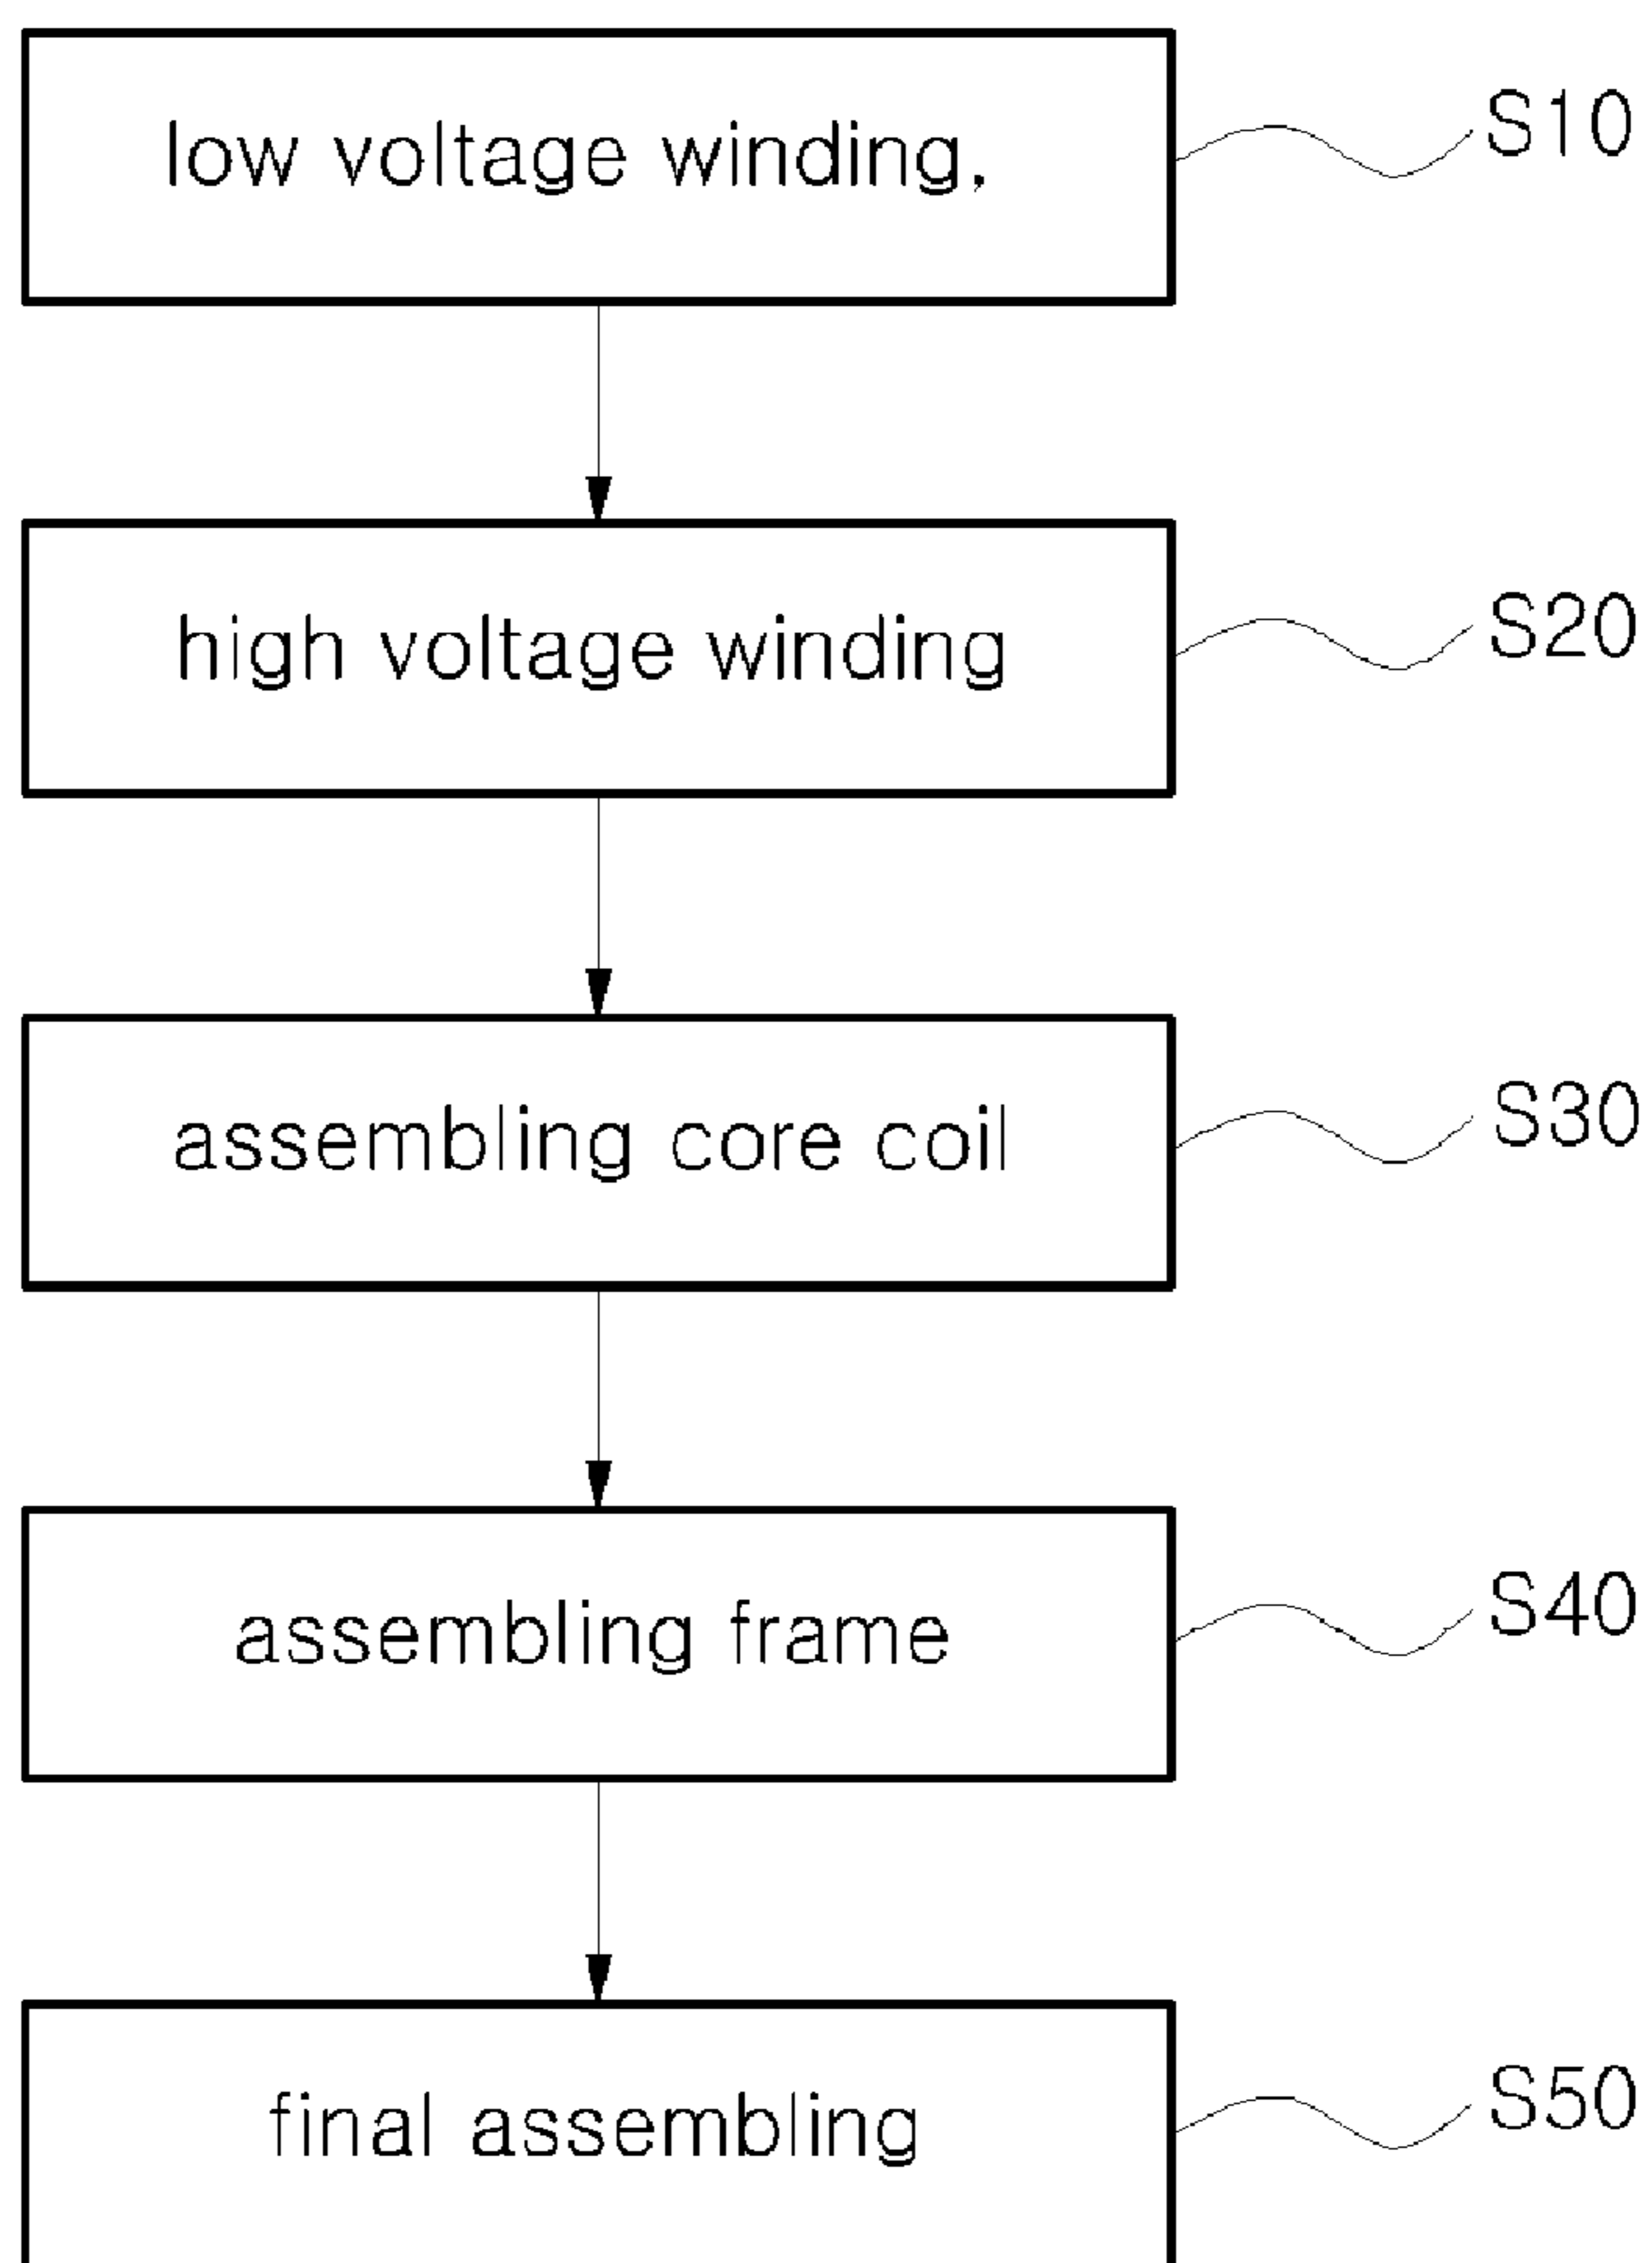 low voltage winding,
S10
high voltage winding
S20
assembling core coil
S30
assembling frame
S40
final assembling
S50